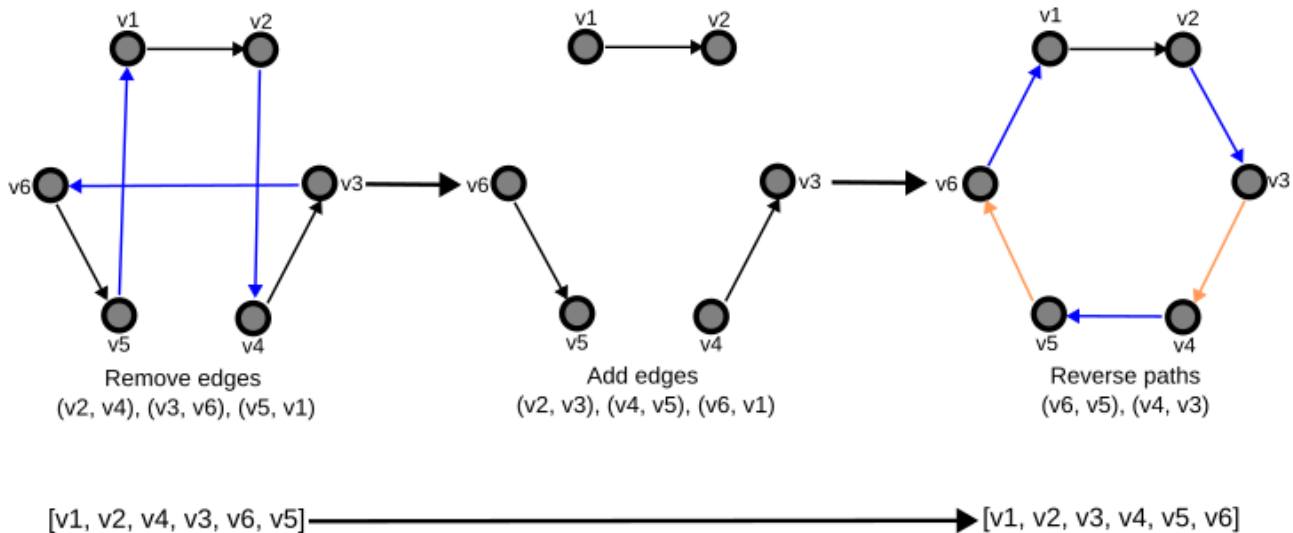 v1
v2
v6
v3
v5
v4
Remove edges
(v2, v4), (v3, v6), (v5, v1)
v1
v2
v6
v3
v5
v4
Add edges
(v2, v3), (v4, v5), (v6, v1)
v1
v2
v6
v3
v5
v4
Reverse paths
(v6, v5), (v4, v3)
[v1, v2, v4, v3, v6, v5]
[v1, v2, v3, v4, v5, v6]